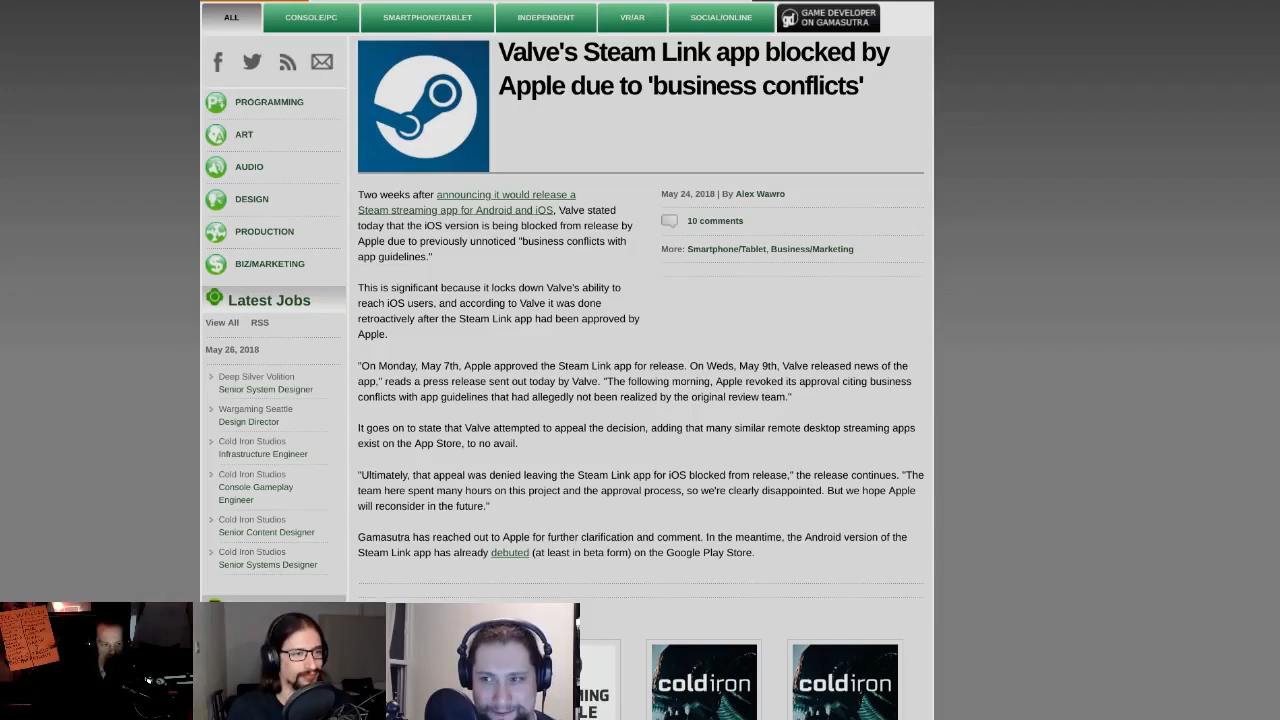 ALL
CONSOLE/PC
SMARTPHONE/TABLET
INDEPENDENT
VR/AR
SOCIAL/ONLINE
gd GAME DEVELOPER
ON GAMASUTRA
PROGRAMMING
ART
AUDIO
DESIGN
PRODUCTION
BIZ/MARKETING
Latest Jobs
View All RSS
May 26, 2018
Deep Silver Volition
Senior System Designer
Wargaming Seattle
Design Director
Cold Iron Studios
Infrastructure Engineer
Cold Iron Studios
Console Gameplay
Engineer
Cold Iron Studios
Senior Content Designer
Cold Iron Studios
Senior Systems Designer
Valve's Steam Link app blocked by
Apple due to 'business conflicts'
Two weeks after announcing it would release a
Steam streaming app for Android and iOS, Valve stated
today that the iOS version is being blocked from release by
Apple due to previously unnoticed "business conflicts with
app guidelines."
May 24, 2018 | By Alex Wawro
10 comments
More: Smartphone/Tablet, Business/Marketing
This is significant because it locks down Valve's ability to
reach iOS users, and according to Valve it was done
retroactively after the Steam Link app had been approved by
Apple.
"On Monday, May 7th, Apple approved the Steam Link app for release. On Weds, May 9th, Valve released news of the
app," reads a press release sent out today by Valve. "The following morning, Apple revoked its approval citing business
conflicts with app guidelines that had allegedly not been realized by the original review team."
It goes on to state that Valve attempted to appeal the decision, adding that many similar remote desktop streaming apps
exist on the App Store, to no avail.
"Ultimately, that appeal was denied leaving the Steam Link app for iOS blocked from release," the release continues. "The
team here spent many hours on this project and the approval process, so we're clearly disappointed. But we hope Apple
will reconsider in the future."
Gamasutra has reached out to Apple for further clarification and comment. In the meantime, the Android version of the
Steam Link app has already debuted (at least in beta form) on the Google Play Store.
coldiron
coldiron